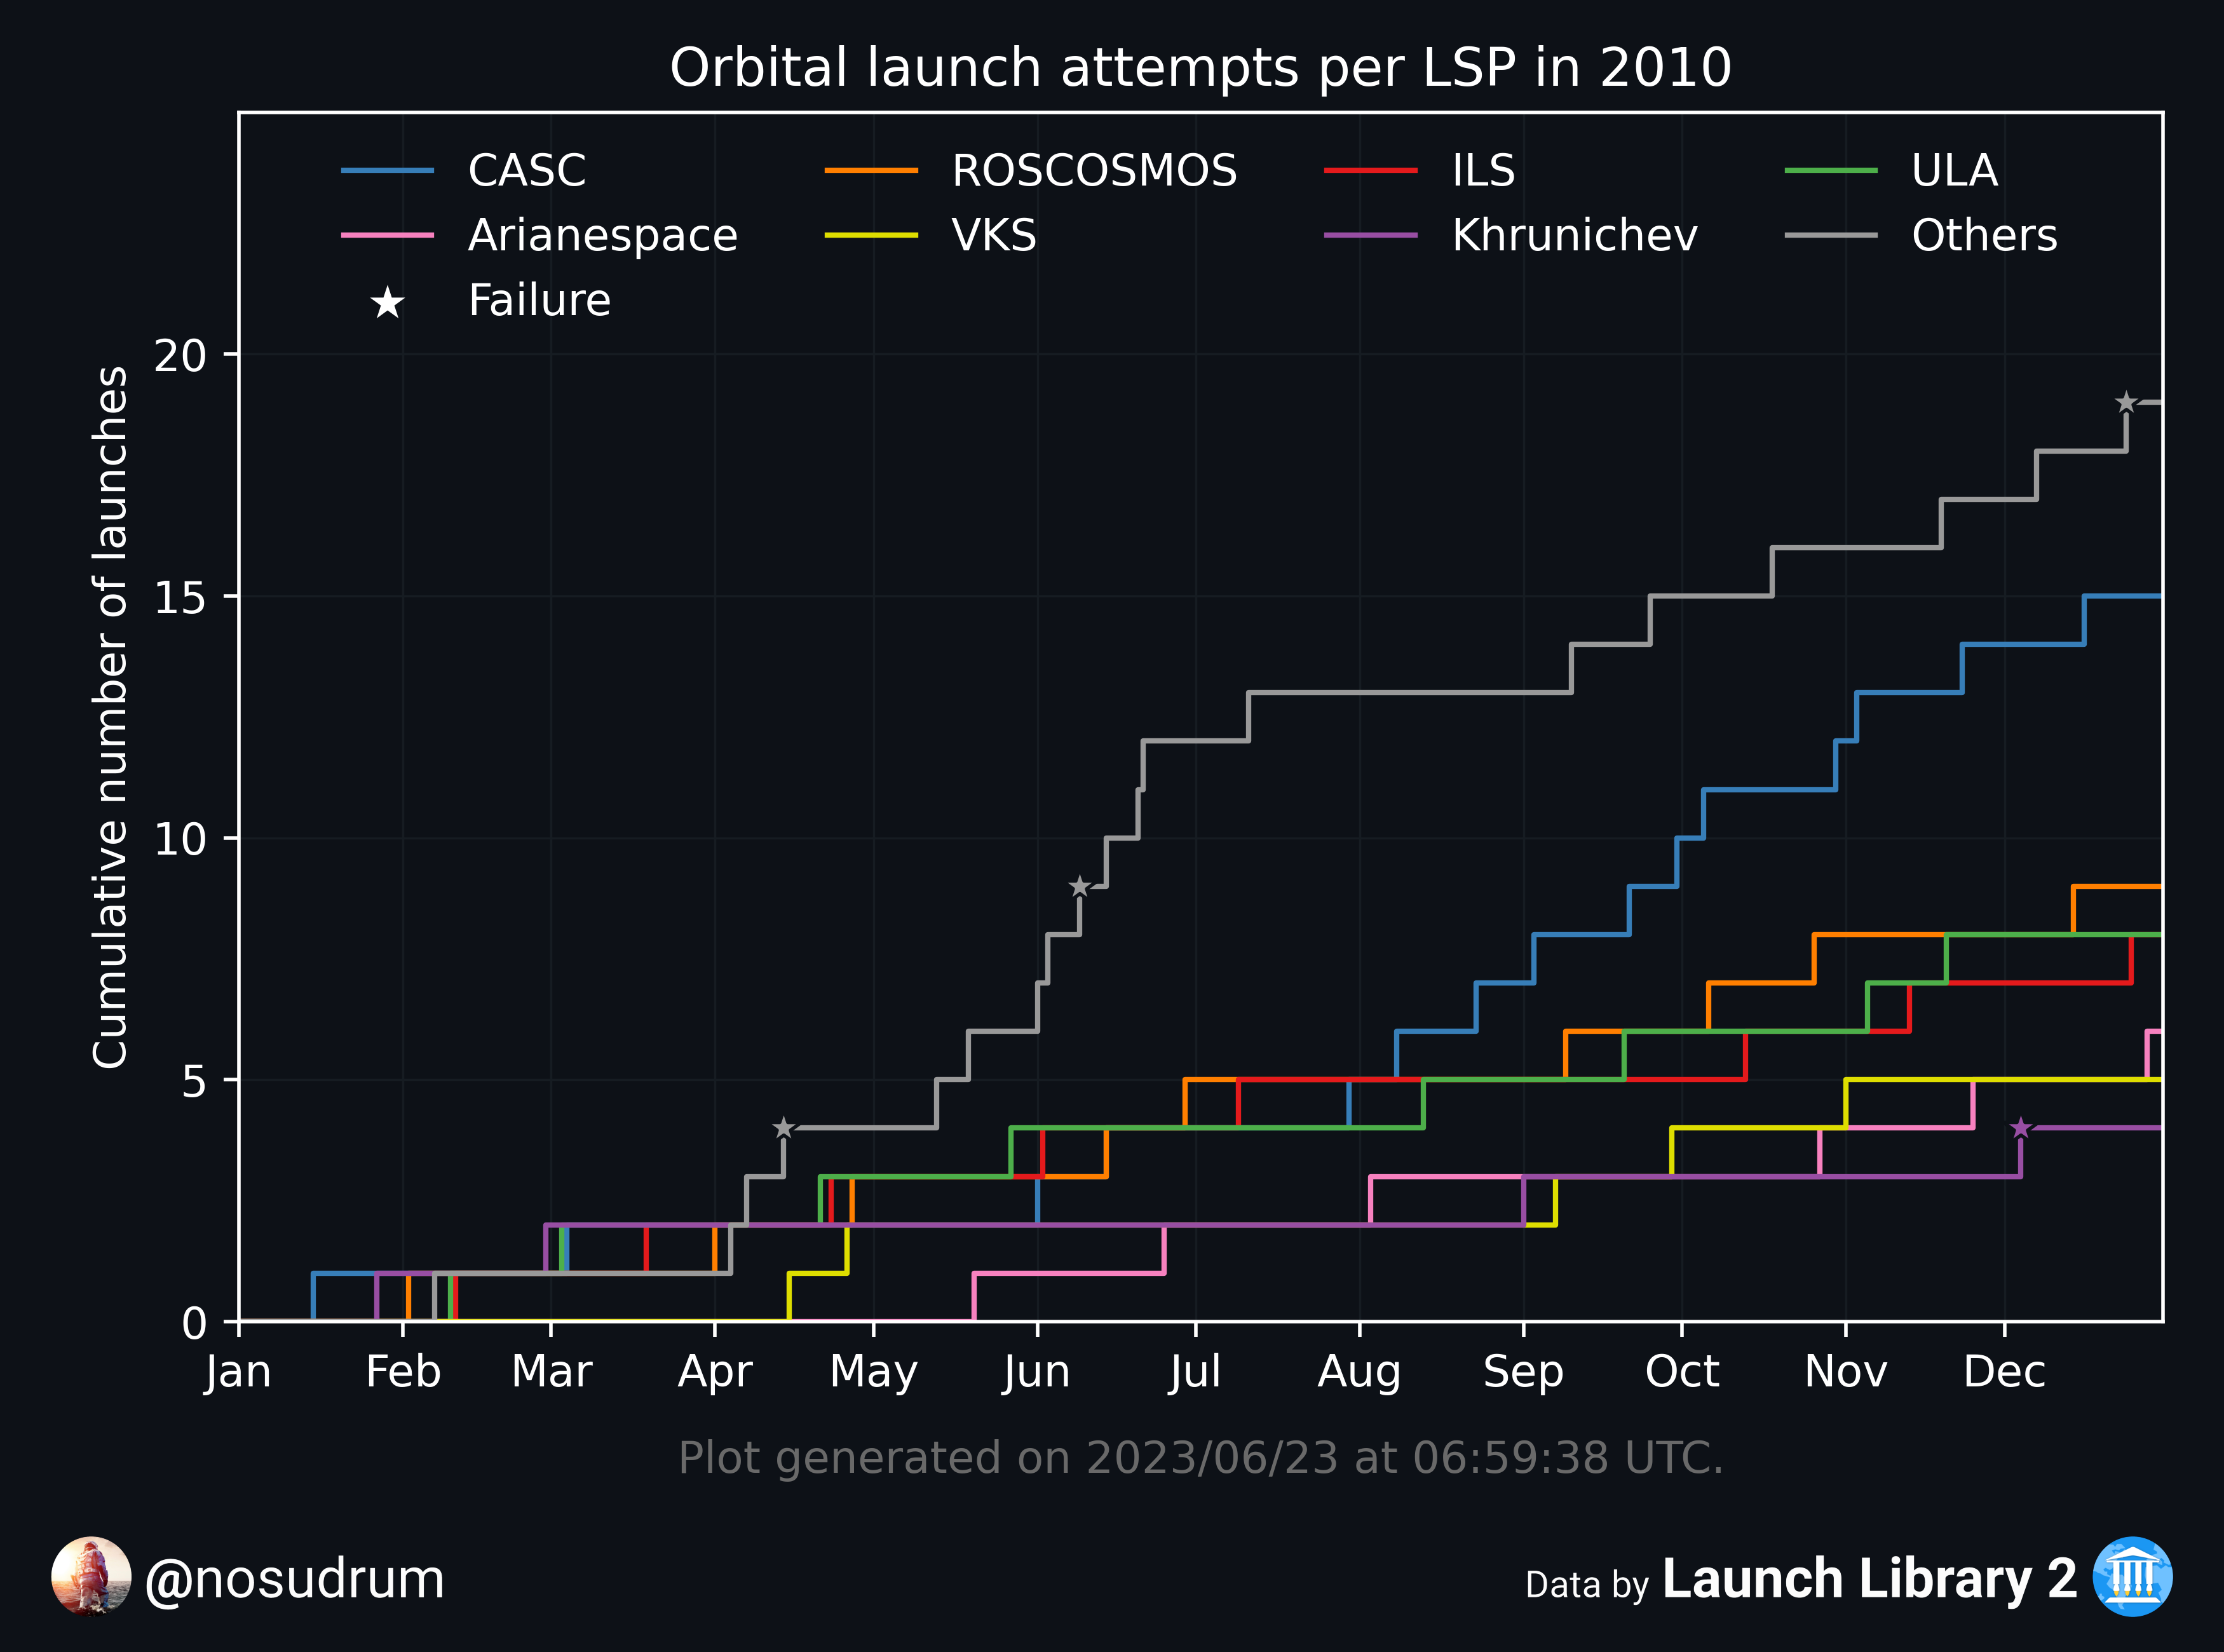 Orbital launch attempts per LSP in 2010
CASC ROSCOSMOS ILS ULA
Arianespace VKS Khrunichev Others
Failure
Cumulative number of launches
20
15
10
5
0
Jan Feb Mar Apr May Jun Jul Aug Sep Oct Nov Dec
Plot generated on 2023/06/23 at 06:59:38 UTC.
@nosudrum
Data by Launch Library 2